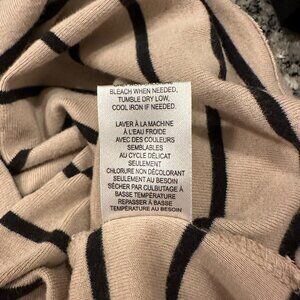 BLEACH WHEN NEEDED,
TUMBLE DRY LOW,
COOL IRON IF NEEDED.
LAVER À LA MACHINE
À L'EAU FROIDE
AVEC DES COULEURS
SEMBLABLES
AU CYCLE DÉLICAT
SEULEMENT
CHLORURE NON DÉCOLORANT
SEULEMENT AU BESOIN
SÉCHER PAR CULBUTAGE À
BASSE TEMPÉRATURE
REPASSER À BASSE
TEMPÉRATURE AU BESOIN